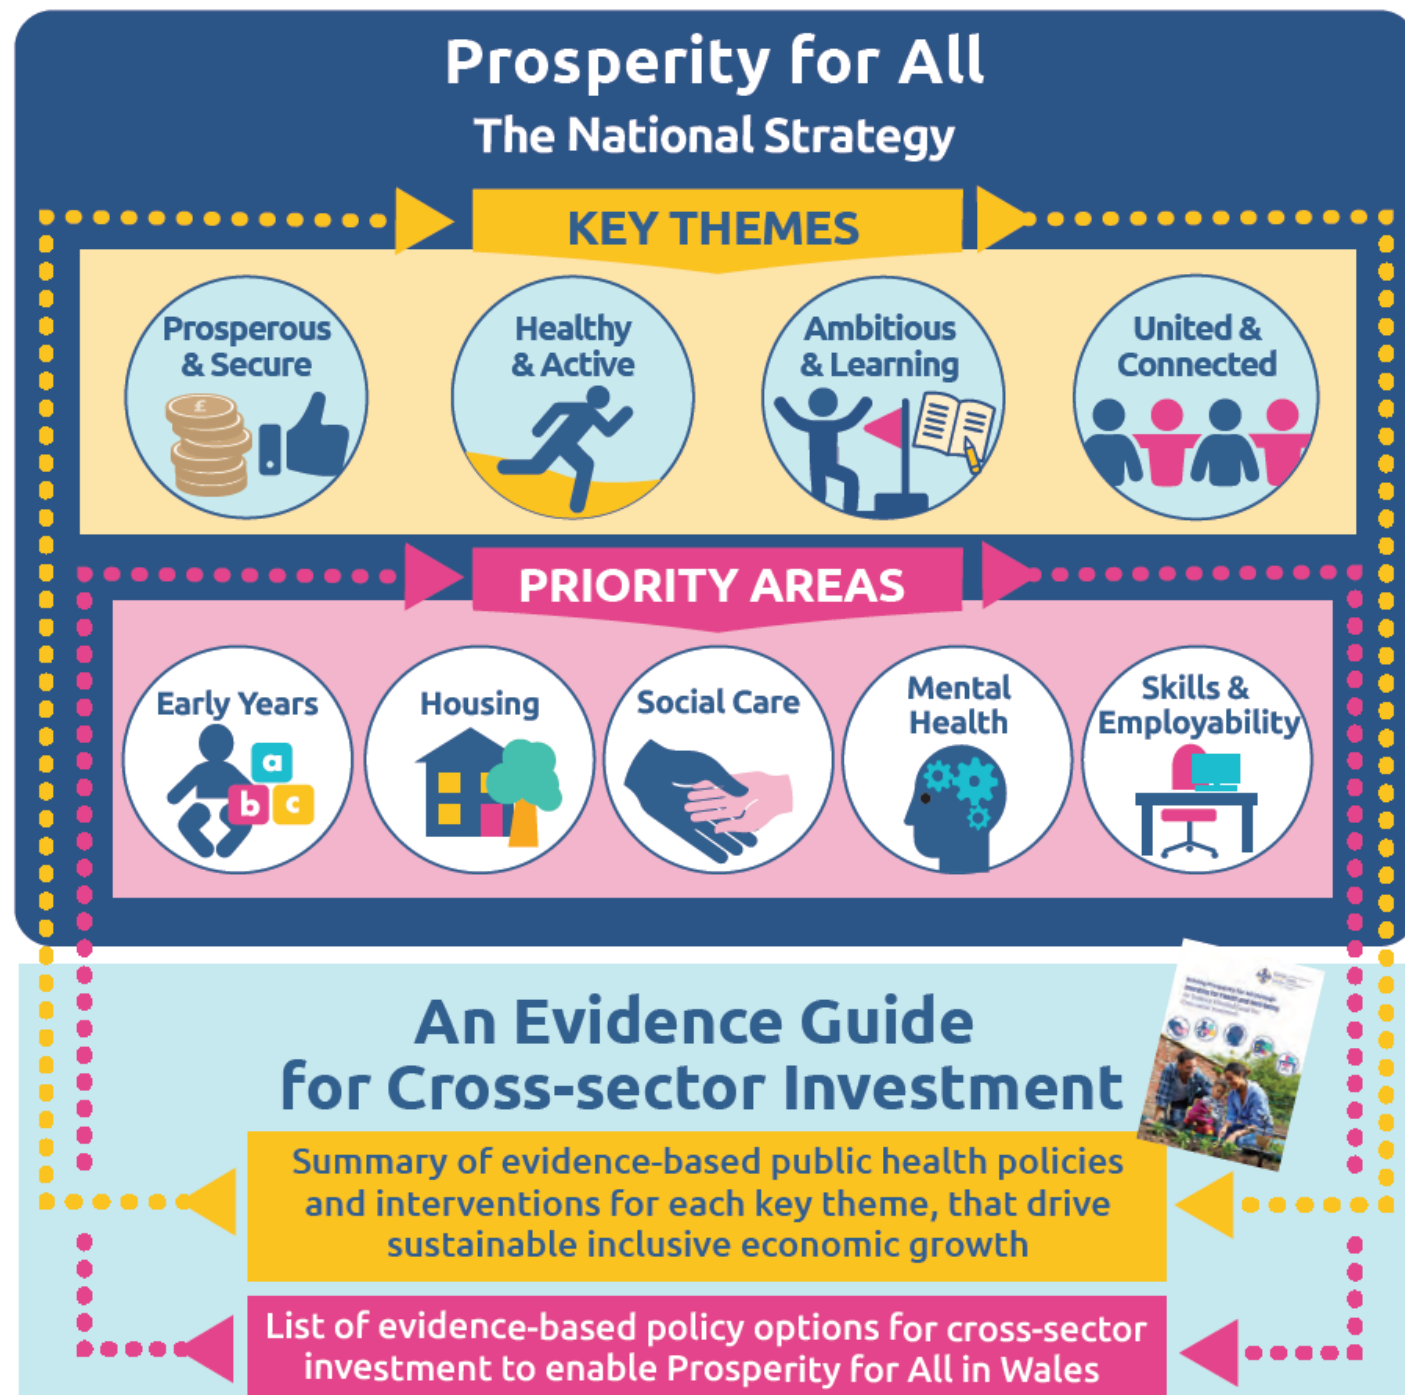 Prosperity for All
The National Strategy
KEY THEMES
Prosperous
& Secure
£
Healthy
& Active
Ambitious
& Learning
United &
Connected
PRIORITY AREAS
Early Years
a
b c
Housing
Social Care
Mental
Health
Skills &
Employability
An Evidence Guide
for Cross-sector Investment
Summary of evidence-based public health policies
and interventions for each key theme, that drive
sustainable inclusive economic growth
List of evidence-based policy options for cross-sector
investment to enable Prosperity for All in Wales